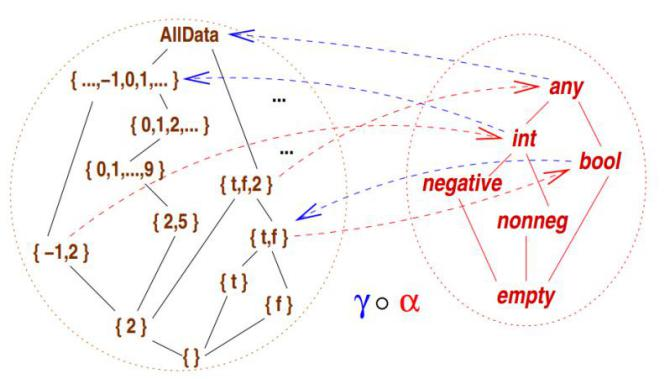 AllData
{ ...,−1,0,1,... }
{ 0,1,2,... }
{ 0,1,...,9 }
{ t,f,2 }
{ 2,5 }
{ t,f }
{ −1,2 }
{ t }
{ f }
{ 2 }
{ }
...
...
γ ∘ α
any
int
bool
negative
nonneg
empty